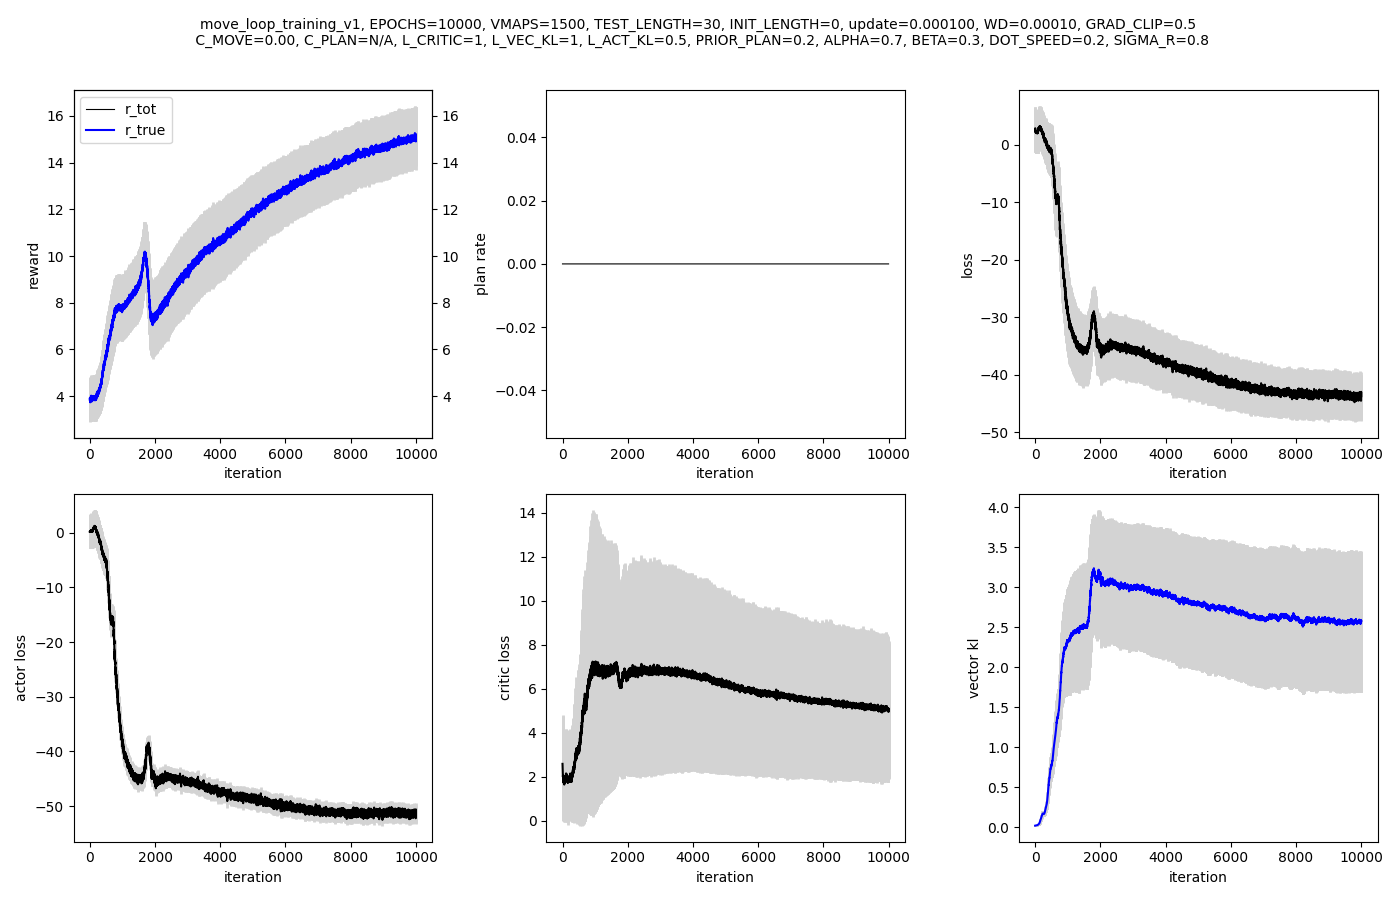 move_loop_training_v1, EPOCHS=10000, VMAPS=1500, TEST_LENGTH=30, INIT_LENGTH=0, update=0.000100, WD=0.00010, GRAD_CLIP=0.5
C_MOVE=0.00, C_PLAN=N/A, L_CRITIC=1, L_VEC_KL=1, L_ACT_KL=0.5, PRIOR_PLAN=0.2, ALPHA=0.7, BETA=0.3, DOT_SPEED=0.2, SIGMA_R=0.8
r_tot
r_true
reward
16
14
12
10
8
6
4
16
14
12
10
8
6
4
0 2000 4000 6000 8000 10000
iteration
plan rate
0.04
0.02
0.00
−0.02
−0.04
0 2000 4000 6000 8000 10000
iteration
loss
0
−10
−20
−30
−40
−50
0 2000 4000 6000 8000 10000
iteration
actor loss
0
−10
−20
−30
−40
−50
0 2000 4000 6000 8000 10000
iteration
critic loss
14
12
10
8
6
4
2
0
0 2000 4000 6000 8000 10000
iteration
vector kl
4.0
3.5
3.0
2.5
2.0
1.5
1.0
0.5
0.0
0 2000 4000 6000 8000 10000
iteration